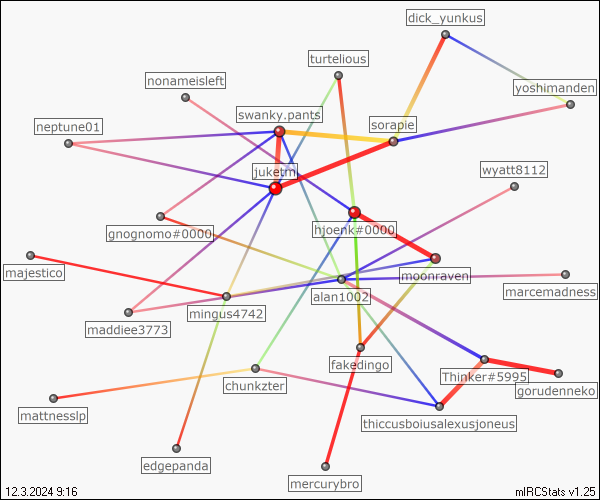 dick_yunkus
turtelious
nonameisleft
yoshimanden
swanky.pants
neptune01
sorapie
juketm
wyatt8112
gnognomo#0000
hjoenk#0000
majestico
moonraven
marcemadness
alan1002
mingus4742
maddiee3773
fakedingo
chunkzter
Thinker#5995
gorudenneko
mattnesslp
thiccusboiusalexusjoneus
edgepanda
mercurybro
12.3.2024 9:16
mIRCStats v1.25